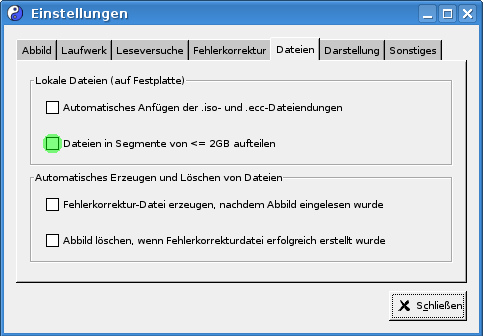 Einstellungen
Abbild Laufwerk Leseversuche Fehlerkorrektur Dateien Darstellung Sonstiges
Lokale Dateien (auf Festplatte)
Automatisches Anfügen der .iso- und .ecc-Dateiendungen
Dateien in Segmente von <= 2GB aufteilen
Automatisches Erzeugen und Löschen von Dateien
Fehlerkorrektur-Datei erzeugen, nachdem Abbild eingelesen wurde
Abbild löschen, wenn Fehlerkorrekturdatei erfolgreich erstellt wurde
Schließen